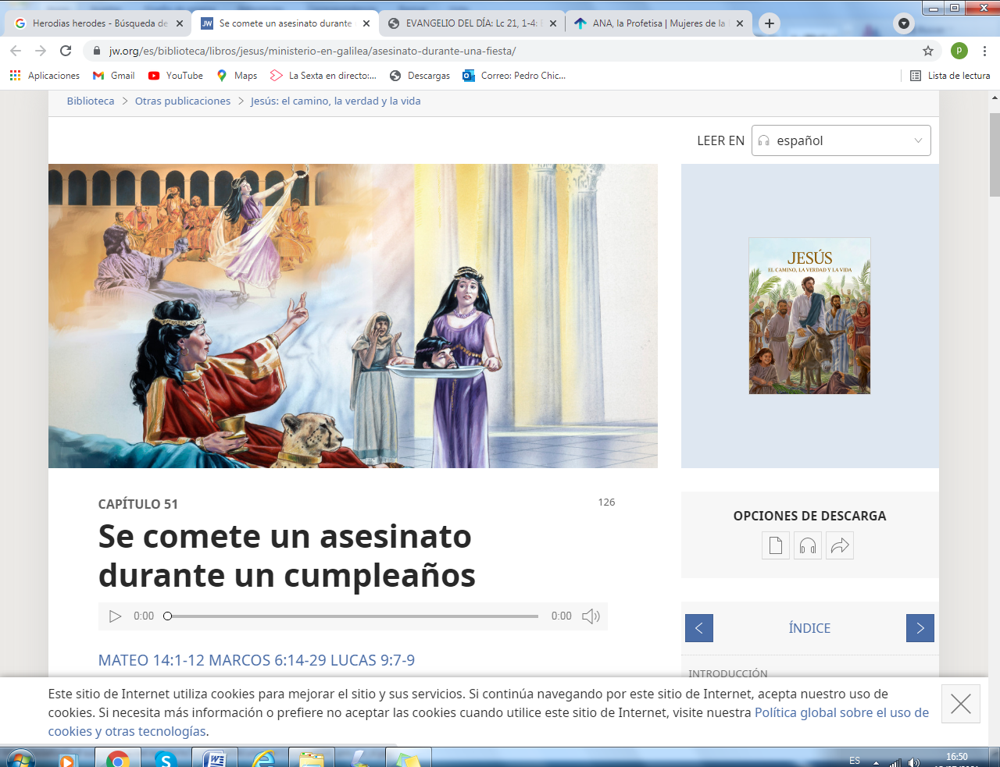 Herodias herodes - Búsqueda de
Se comete un asesinato durante
EVANGELIO DEL DÍA: Lc 21, 1-4:
ANA, la Profetisa | Mujeres de la
jw.org/es/biblioteca/libros/jesus/ministerio-en-galilea/asesinato-durante-una-fiesta/
P
Aplicaciones
Gmail
YouTube
Maps
La Sexta en directo:...
Descargas
Correo: Pedro Chic...
Lista de lectura
Biblioteca > Otras publicaciones > Jesús: el camino, la verdad y la vida
LEER EN español
JESÚS
EL CAMINO, LA VERDAD Y LA VIDA
CAPÍTULO 51
126
Se comete un asesinato
durante un cumpleaños
0:00
0:00
MATEO 14:1-12 MARCOS 6:14-29 LUCAS 9:7-9
OPCIONES DE DESCARGA
ÍNDICE
INTRODUCCIÓN
Este sitio de Internet utiliza cookies para mejorar el sitio y sus servicios. Si continúa navegando por este sitio de Internet, acepta nuestro uso de
cookies. Si necesita más información o prefiere no aceptar las cookies cuando utilice este sitio de Internet, visite nuestra Política global sobre el uso de
cookies y otras tecnologías.
ES
16:50